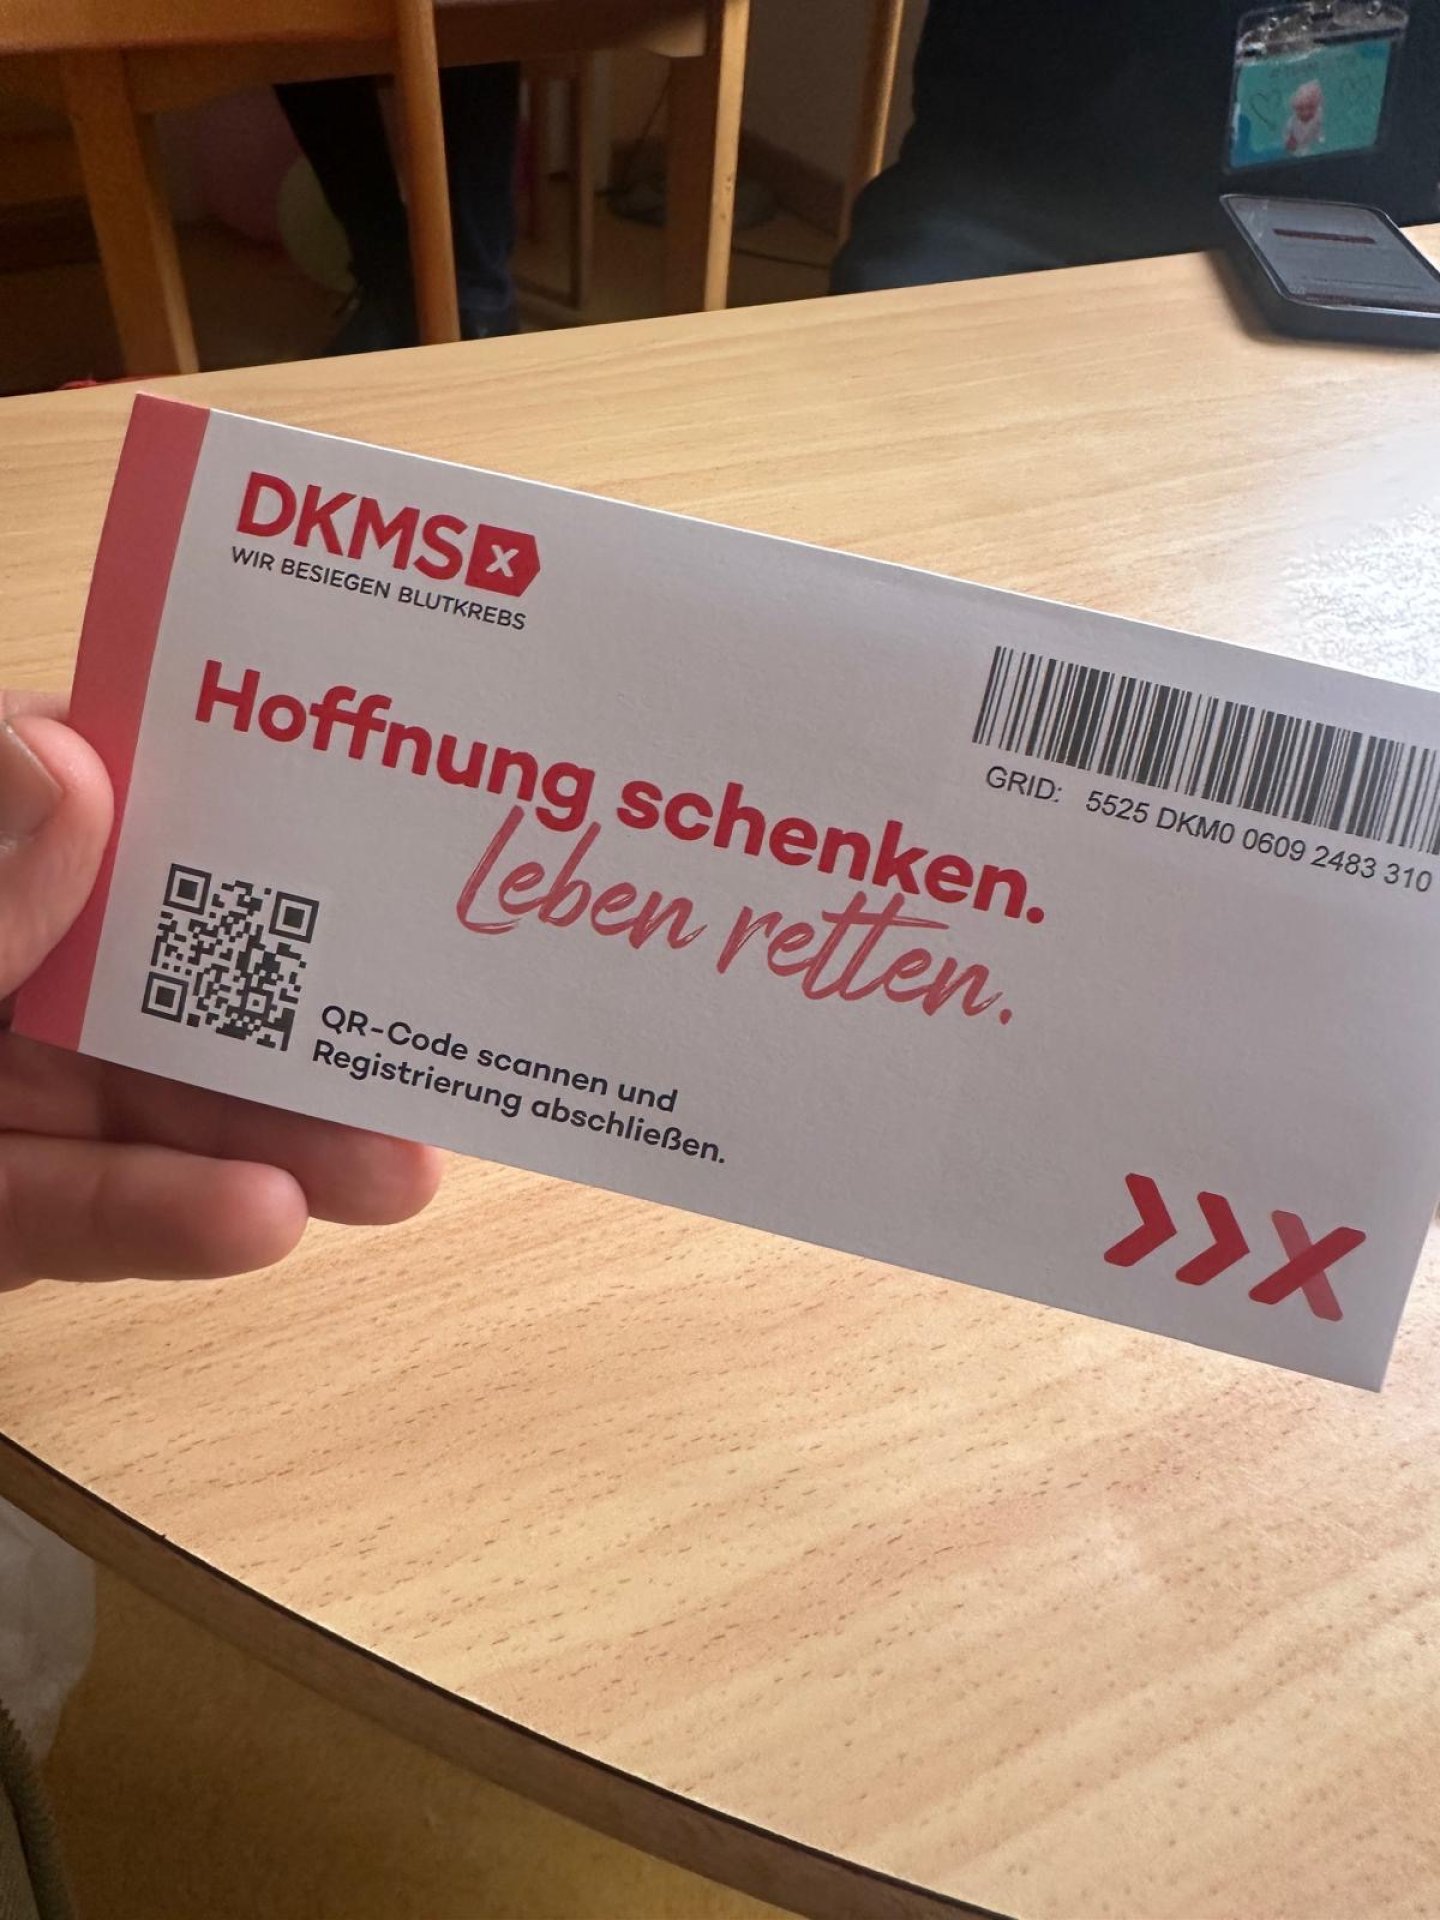 DKMS x
WIR BESIEGEN BLUTKREBS
Hoffnung schenken.
Leben retten.
GRID: 5525 DKM0 0609 2483 310
QR-Code scannen und
Registrierung abschließen.